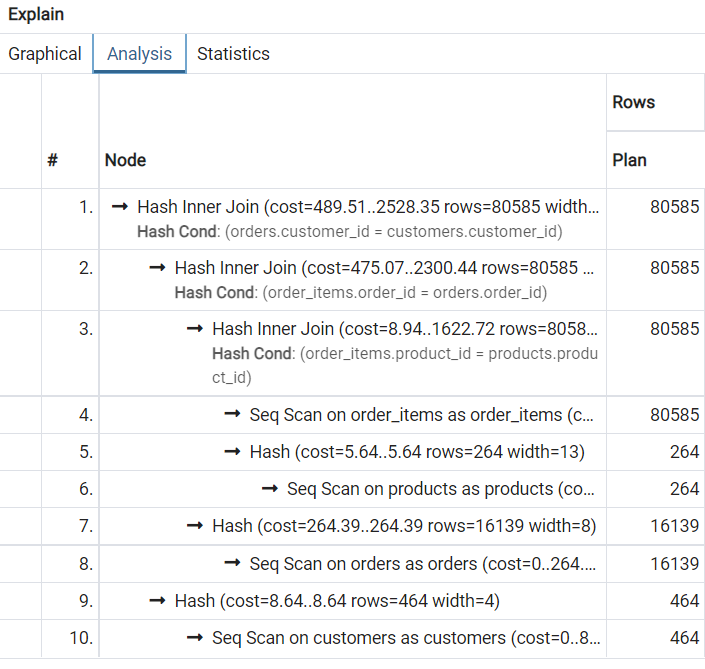 Explain
Graphical Analysis Statistics
Rows
# Node Plan
1. Hash Inner Join (cost=489.51..2528.35 rows=80585 width... 80585
Hash Cond: (orders.customer_id = customers.customer_id)
2. Hash Inner Join (cost=475.07..2300.44 rows=80585 ... 80585
Hash Cond: (order_items.order_id = orders.order_id)
3. Hash Inner Join (cost=8.94..1622.72 rows=8058... 80585
Hash Cond: (order_items.product_id = products.produ
ct_id)
4. Seq Scan on order_items as order_items (c... 80585
5. Hash (cost=5.64..5.64 rows=264 width=13) 264
6. Seq Scan on products as products (co... 264
7. Hash (cost=264.39..264.39 rows=16139 width=8) 16139
8. Seq Scan on orders as orders (cost=0..264.... 16139
9. Hash (cost=8.64..8.64 rows=464 width=4) 464
10. Seq Scan on customers as customers (cost=0..8... 464